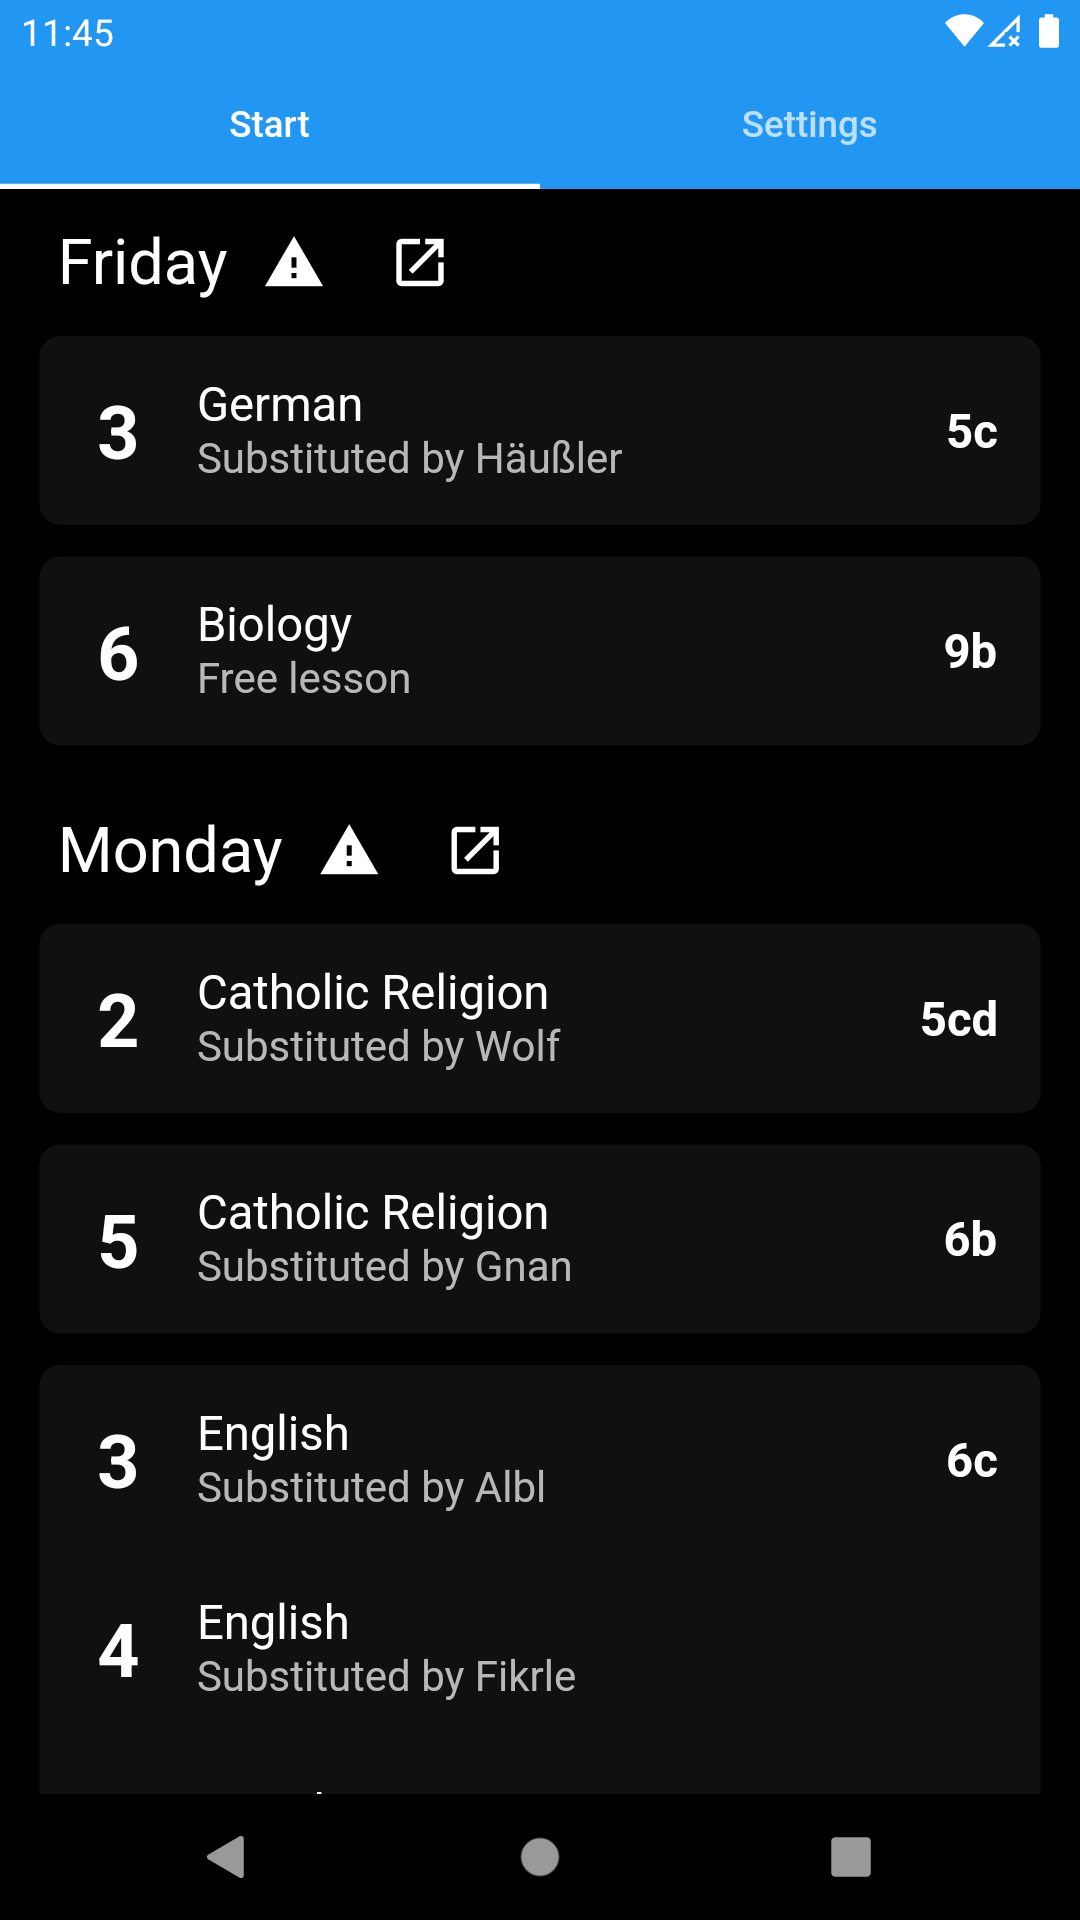 11:45
Start
Settings
Friday
3
German
Substituted by Häußler
5c
6
Biology
Free lesson
9b
Monday
2
Catholic Religion
Substituted by Wolf
5cd
5
Catholic Religion
Substituted by Gnan
6b
3
English
Substituted by Albl
6c
4
English
Substituted by Fikrle